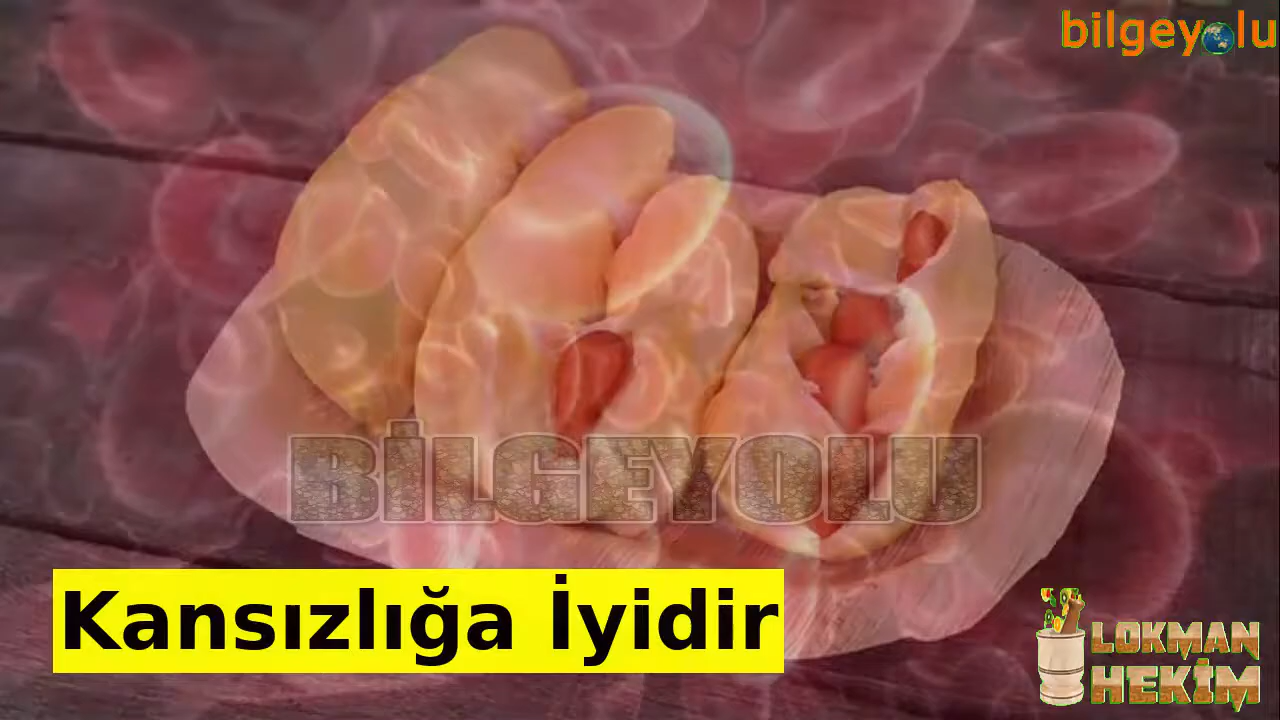 bilgeyolu
BİLGEYOLU
Kansızlığa İyidir
LOKMAN
HEKİM